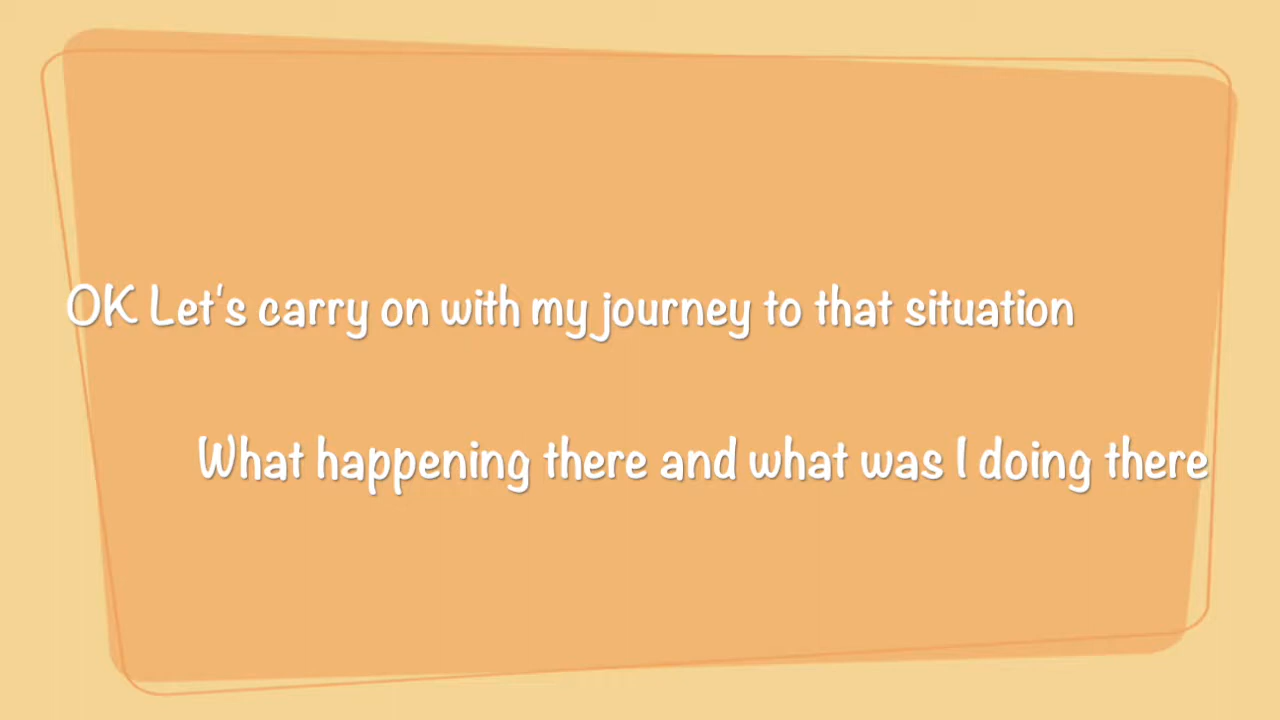 OK Let's carry on with my journey to that situation
What happening there and what was I doing there